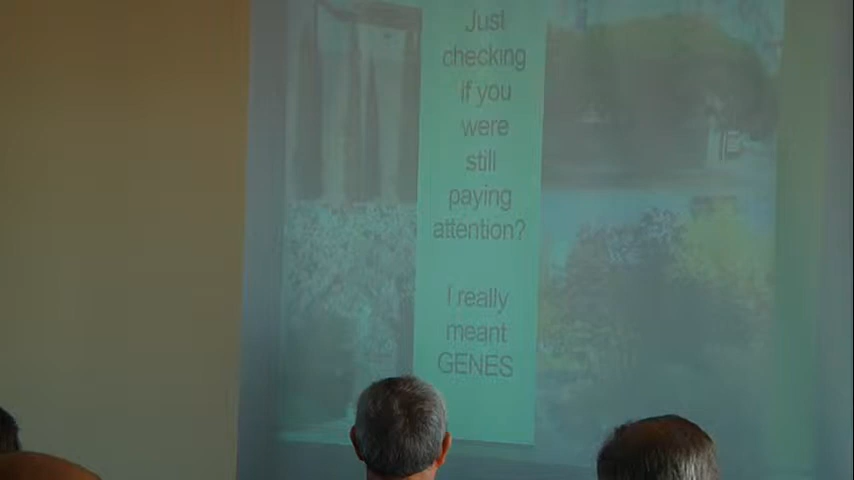 Just
checking
if you
were
still
paying
attention?
I really
meant
GENES